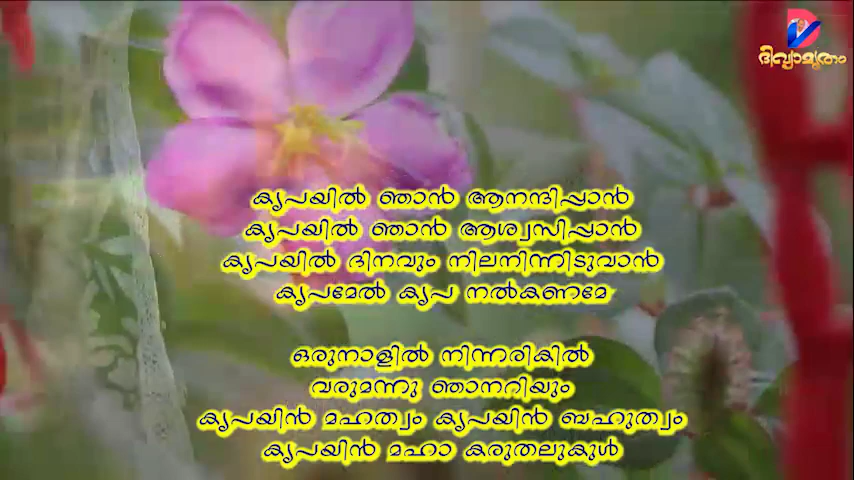 ദിവ്യാമൃതം
കൃപയിൽ ഞാൻ ആനന്ദിപ്പാൻ
കൃപയിൽ ഞാൻ ആശ്വസിപ്പാൻ
കൃപയിൽ ദിനവും നിലനിന്നിടുവാൻ
കൃപമേൽ കൃപ നൽകണമേ
ഒരുനാളിൽ നിന്നരികിൽ
വരുമന്നു ഞാനറിയും
കൃപയിൻ മഹത്വം കൃപയിൻ ബഹുത്വം
കൃപയിൻ മഹാ കരുതലുകൾ